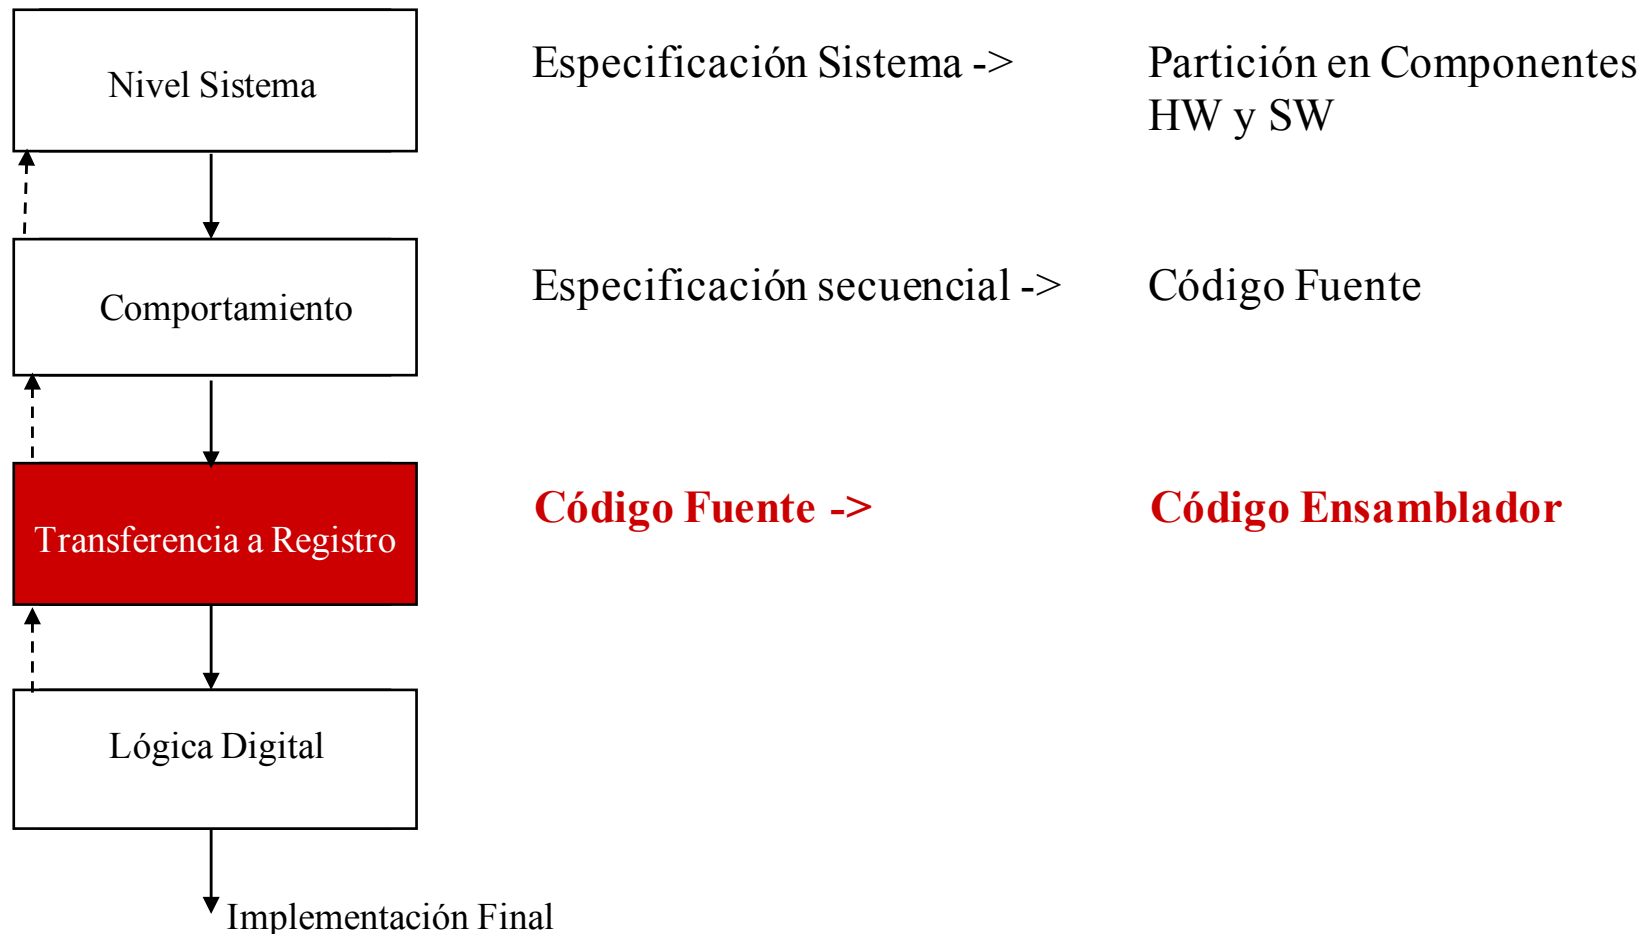 Nivel Sistema
Especificación Sistema ->
Partición en Componentes
HW y SW
Comportamiento
Especificación secuencial ->
Código Fuente
Transferencia a Registro
Código Fuente ->
Código Ensamblador
Lógica Digital
Implementación Final